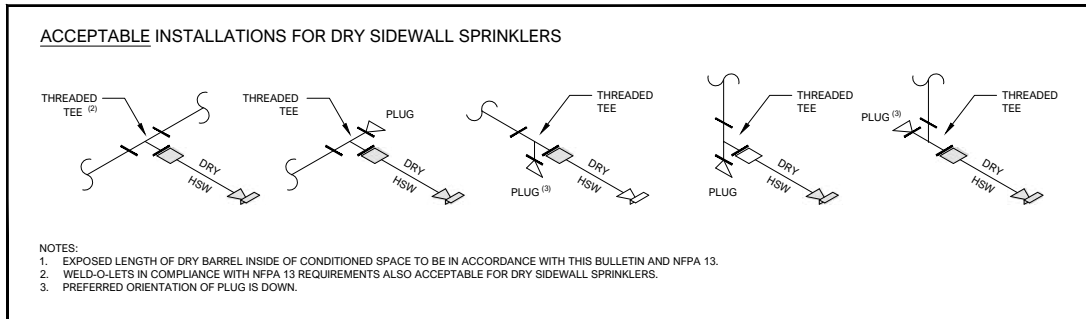 ACCEPTABLE INSTALLATIONS FOR DRY SIDEWALL SPRINKLERS
THREADED
TEE (2)
DRY
HSW
THREADED
TEE
PLUG
DRY
HSW
THREADED
TEE
PLUG (3)
DRY
HSW
THREADED
TEE
PLUG
DRY
HSW
PLUG (3)
THREADED
TEE
DRY
HSW
NOTES:
1. EXPOSED LENGTH OF DRY BARREL INSIDE OF CONDITIONED SPACE TO BE IN ACCORDANCE WITH THIS BULLETIN AND NFPA 13.
2. WELD-O-LETS IN COMPLIANCE WITH NFPA 13 REQUIREMENTS ALSO ACCEPTABLE FOR DRY SIDEWALL SPRINKLERS.
3. PREFERRED ORIENTATION OF PLUG IS DOWN.